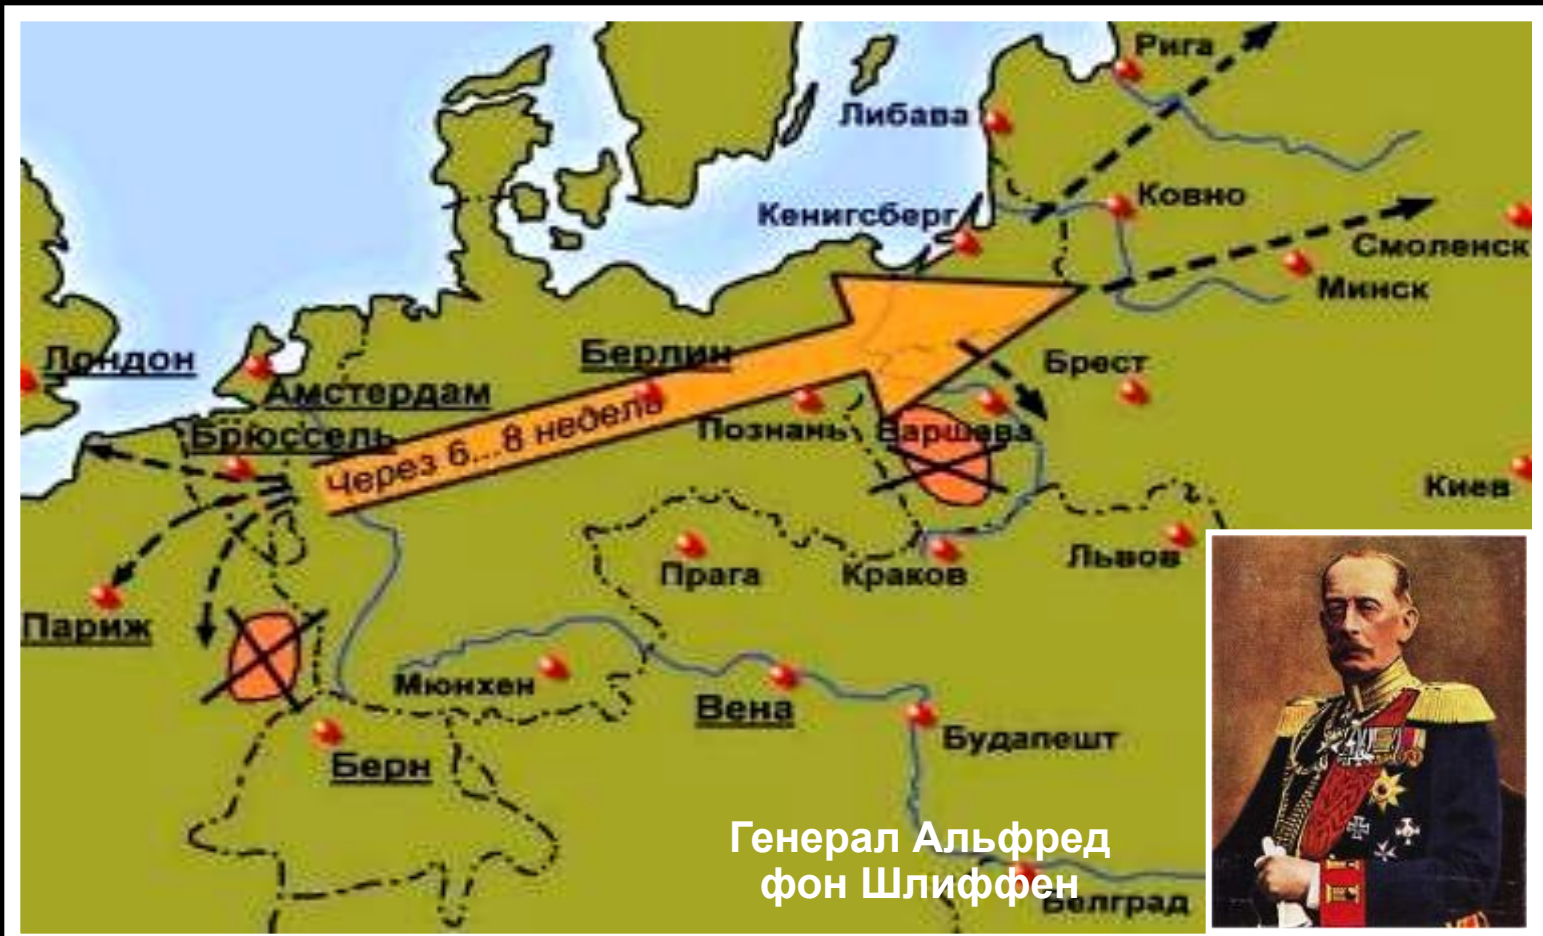 Рига
Либава
Ковно
Кенигсберг
Смоленск
Минск
Лондон
Берлин
Брест
Амстердам
Через 6...8 недель
Брюссель
Познань
Варшава
Киев
Прага
Краков
Львов
Париж
Мюнхен
Вена
Будапешт
Берн
Генерал Альфред
фон Шлиффен
Белград